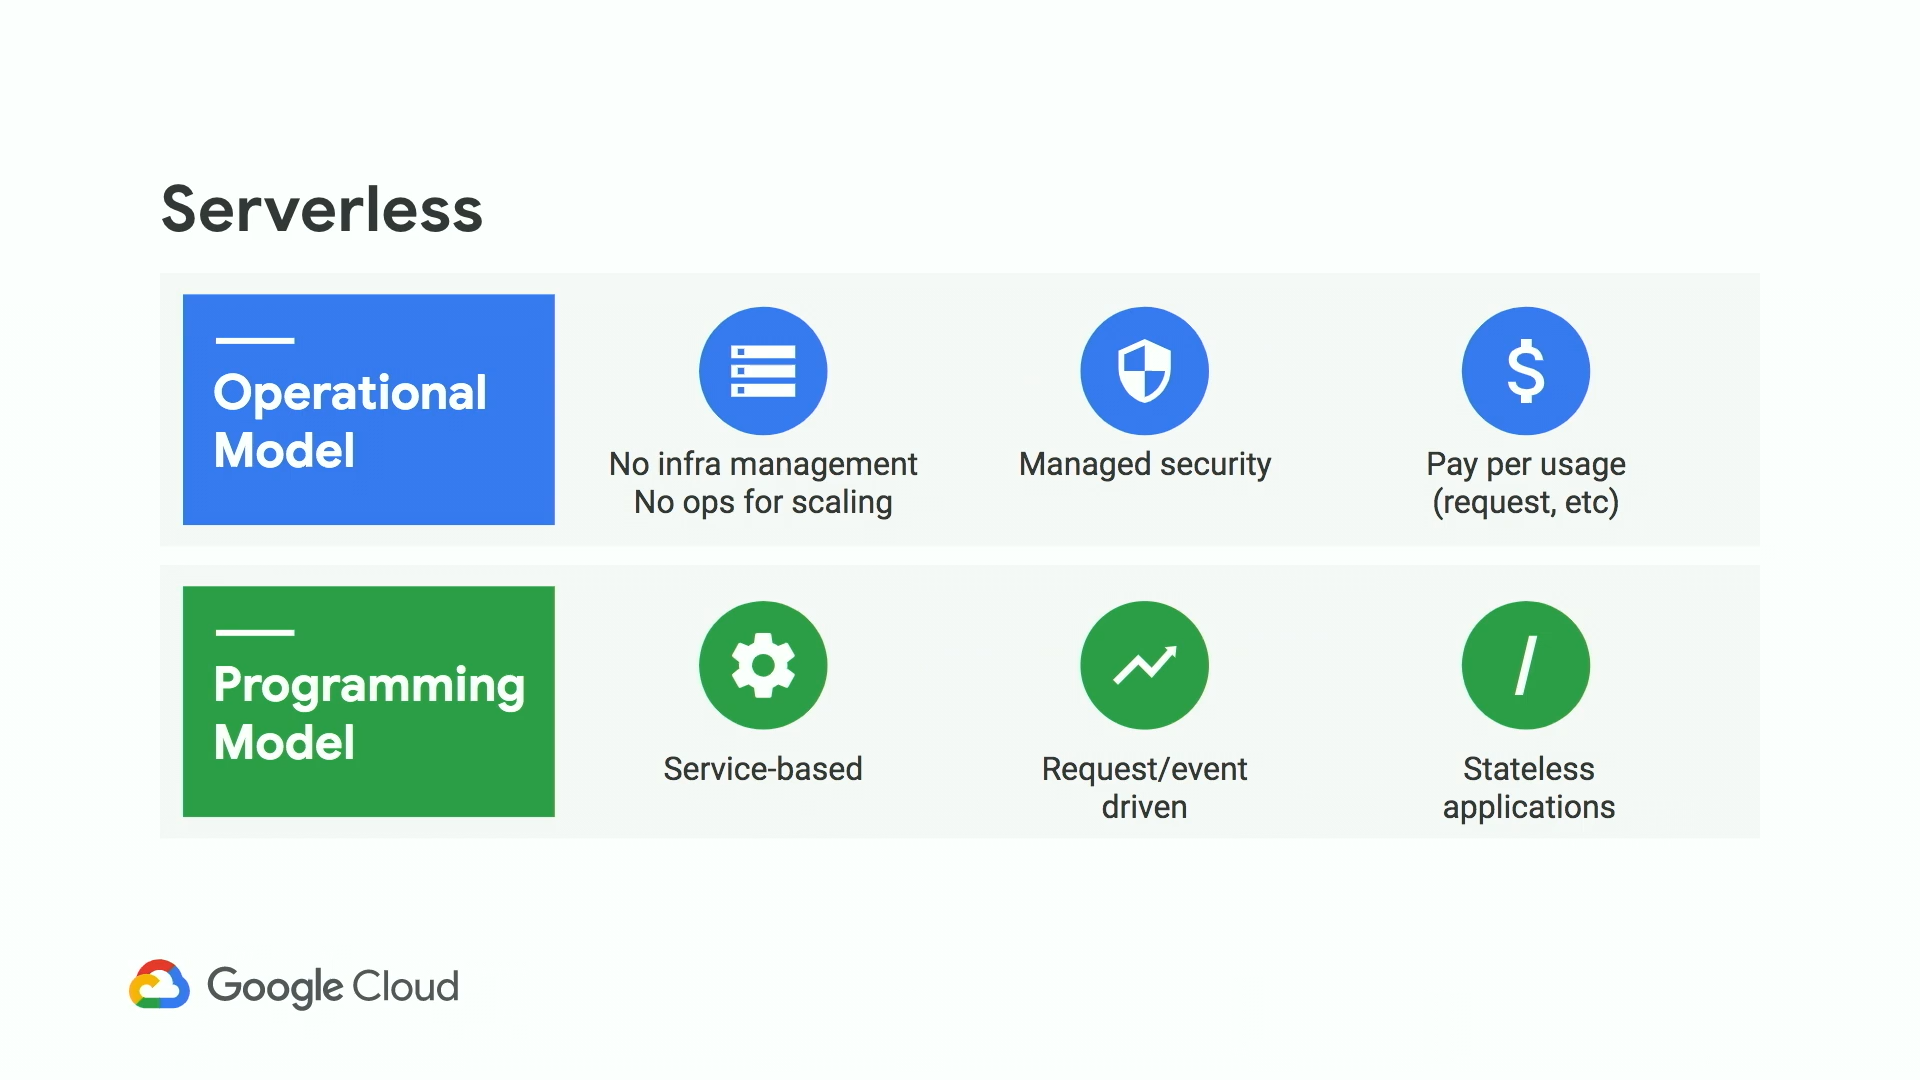 Serverless
Operational
Model
No infra management
No ops for scaling
Managed security
Pay per usage
(request, etc)
Programming
Model
Service-based
Request/event
driven
Stateless
applications
Google Cloud